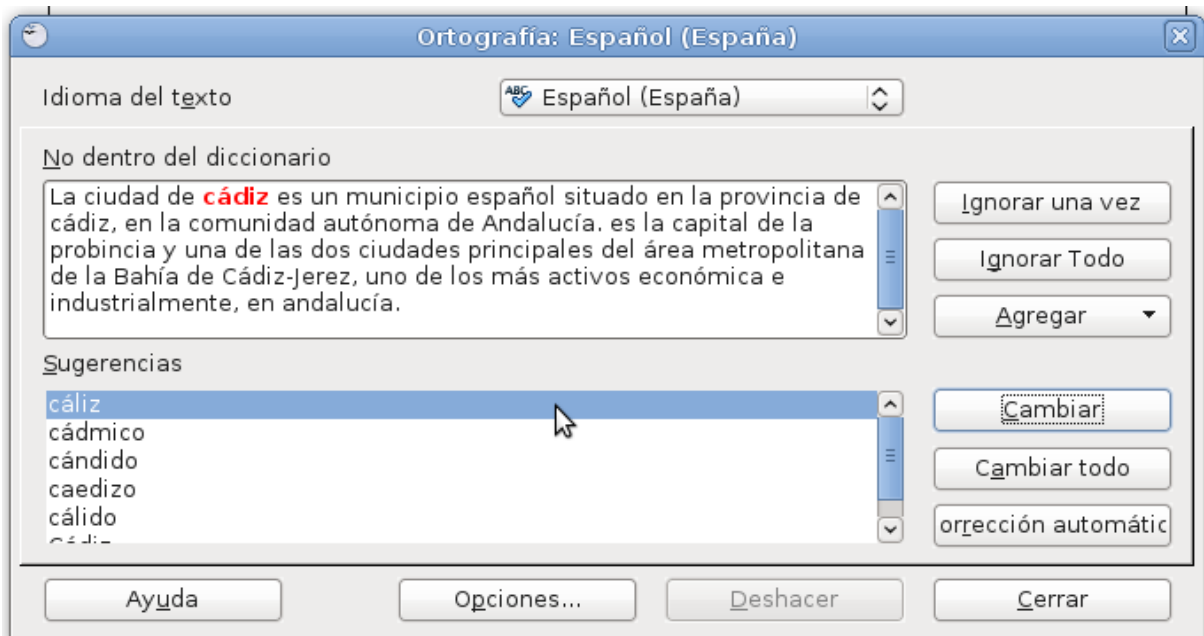 Ortografía: Español (España)
Idioma del texto
ABC Español (España)
No dentro del diccionario
La ciudad de cádiz es un municipio español situado en la provincia de
cádiz, en la comunidad autónoma de Andalucía. es la capital de la
probincia y una de las dos ciudades principales del área metropolitana
de la Bahía de Cádiz-Jerez, uno de los más activos económica e
industrialmente, en andalucía.
Ignorar una vez
Ignorar Todo
Agregar
Sugerencias
cáliz
cádmico
cándido
caedizo
cálido
Cádiz
Cambiar
Cambiar todo
orrección automátic
Ayuda
Opciones...
Deshacer
Cerrar